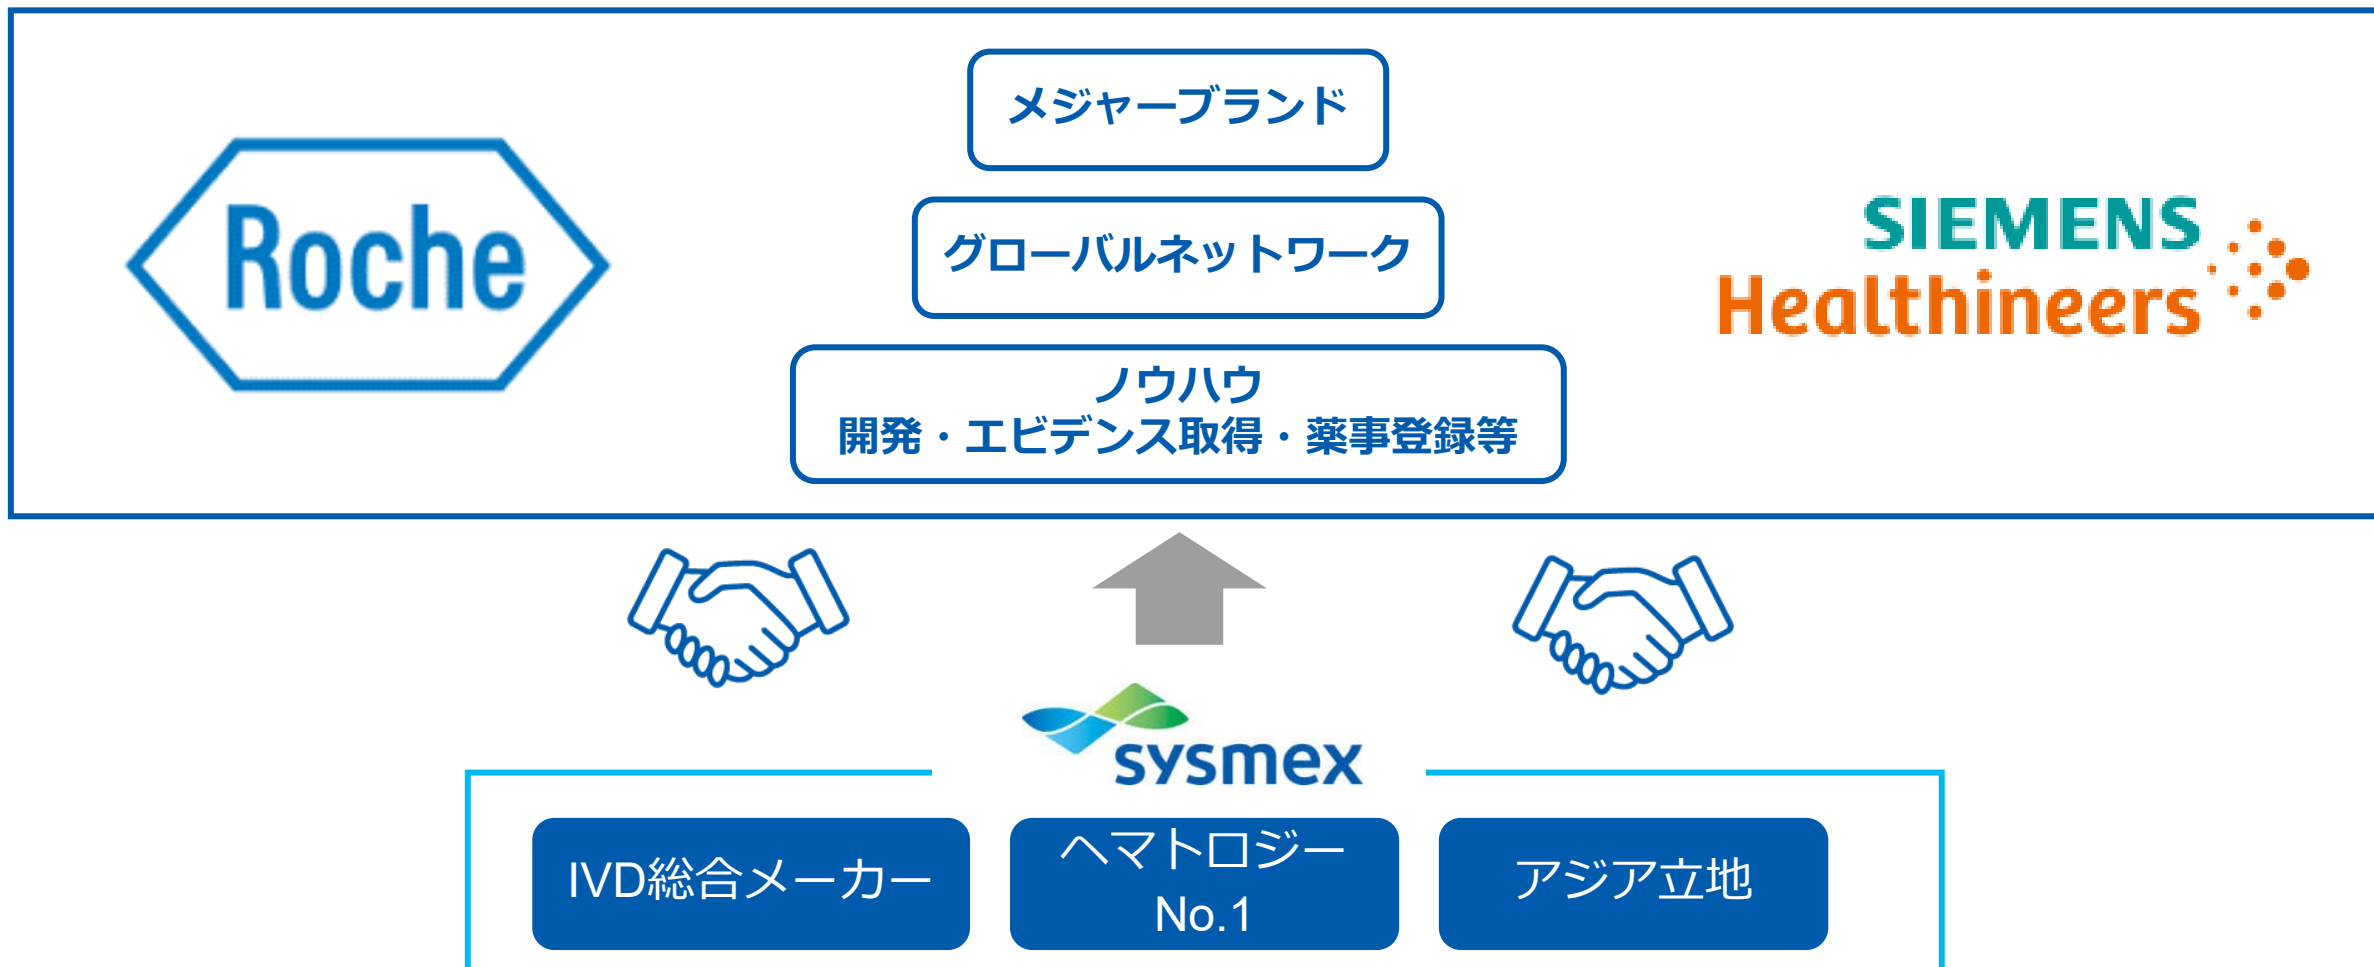 メジャーブランド
Roche
グローバルネットワーク
SIEMENS
Healthineers
ノウハウ
開発・エビデンス取得・薬事登録等
sysmex
IVD総合メーカー
ヘマトロジー
No.1
アジア立地